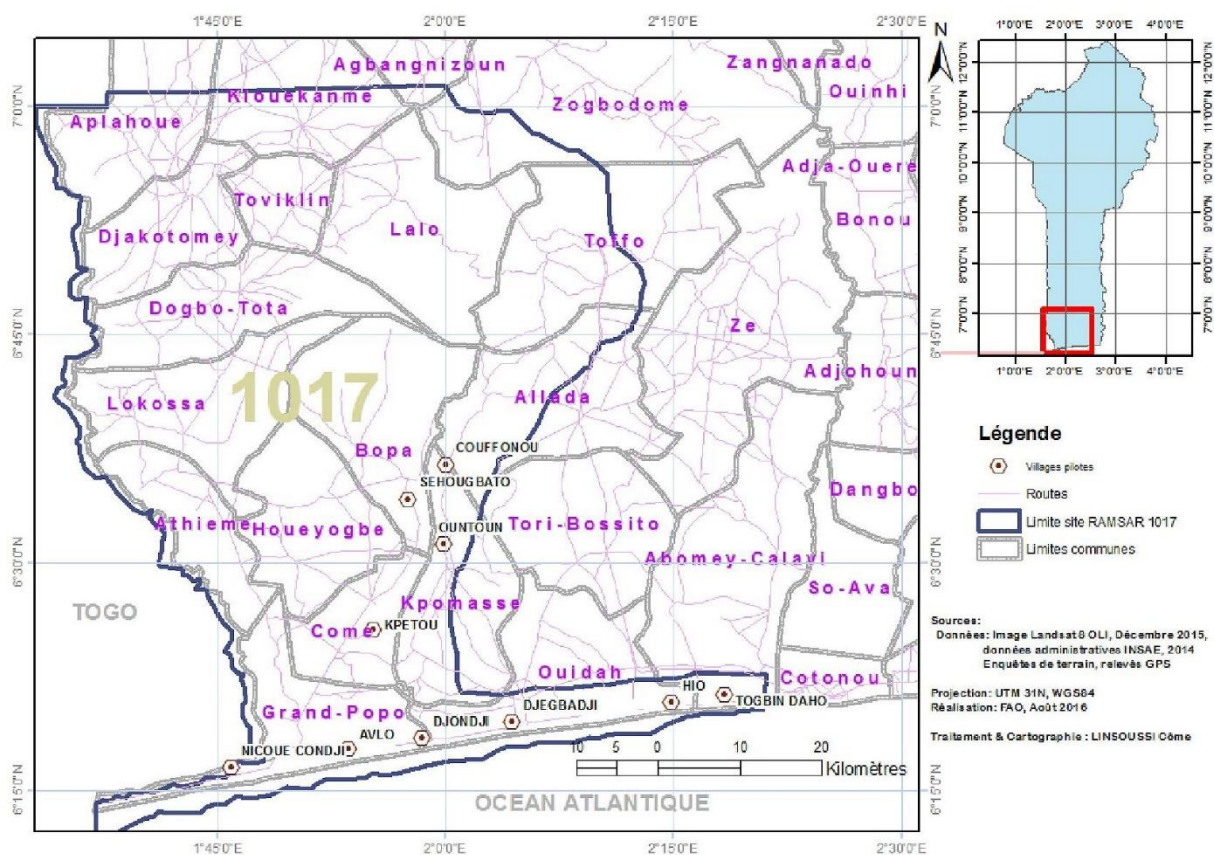 1°45'0"E
2°0'0"E
2°15'0"E
2°30'0"E
N
1°0'0"E 2°0'0"E 3°0'0"E 4°0'0"E
Agbangnizoun
Zangnanado
Klouekanme
Zogbodome
Ouinhi
7°0'0"N
7°0'0"N
Aplahoue
Adja-Ouere
Toviklin
Bonou
Lalo
Djakotomey
Toffo
Dogbo-Tota
Ze
6°45'0"N
6°45'0"N
Adjohoun
Lokossa
1017
Allada
Bopa
COUFFONOU
SEHOUGBATO
Dangbo
Athieme
Houeyogbe
OUNTOUN
Tori-Bossito
Abomey-Calavi
6°30'0"N
6°30'0"N
So-Ava
TOGO
Kpomasse
Come
KPETOU
Ouidah
HIO
Cotonou
TOGBIN DAHO
Grand-Popo
DJEGBADJI
DJONDJI
AVLO
NICOUE CONDJI
10 5 0 10 20
Kilomètres
OCEAN ATLANTIQUE
6°15'0"N
6°15'0"N
1°45'0"E
2°0'0"E
2°15'0"E
2°30'0"E
12°0'0"N
12°0'0"N
11°0'0"N
11°0'0"N
10°0'0"N
10°0'0"N
9°0'0"N
9°0'0"N
8°0'0"N
8°0'0"N
7°0'0"N
7°0'0"N
1°0'0"E 2°0'0"E 3°0'0"E 4°0'0"E
Légende
Villages pilotes
Routes
Limite site RAMSAR 1017
Limites communes
Sources:
Données: Image Landsat 8 OLI, Décembre 2015,
données administratives INSAE, 2014
Enquêtes de terrain, relevés GPS
Projection: UTM 31N, WGS84
Réalisation: FAO, Août 2016
Traitement & Cartographie : LINSOUSSI Côme